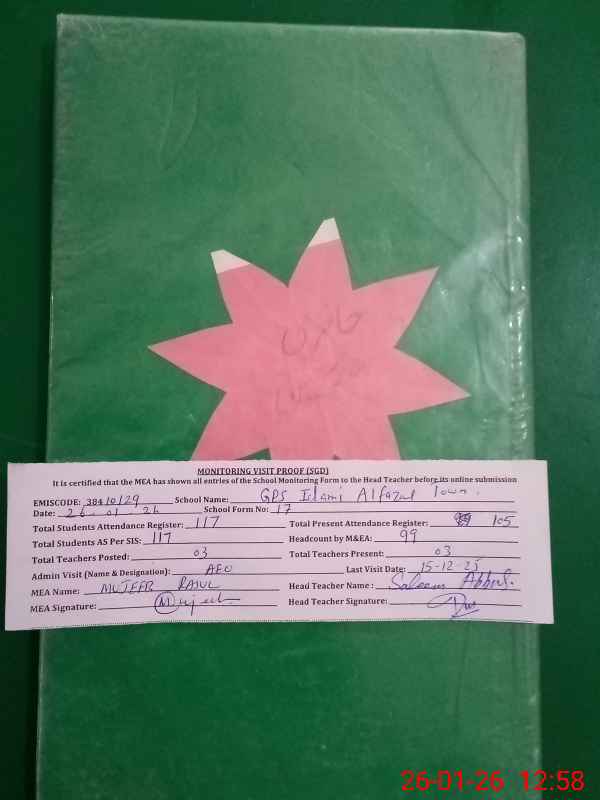 حاضری
MONITORING VISIT PROOF (SGD)
It is certified that the MEA has shown all entries of the School Monitoring Form to the Head Teacher before its online submission
EMISCODE: 38410129 School Name: GPS Islami Alfazal Town.
Date: 26-01-26 School Form No: 17
Total Students Attendance Register: 117 Total Present Attendance Register: 105
Total Students AS Per SIS: 117 Headcount by M&EA: 99
Total Teachers Posted: 03 Total Teachers Present: 03
Admin Visit (Name & Designation): AEO Last Visit Date: 15-12-25
MEA Name: MUJEEB RASUL Head Teacher Name: Saleem Abbas.
MEA Signature: Mujeeb Head Teacher Signature:
26-01-26 12:58